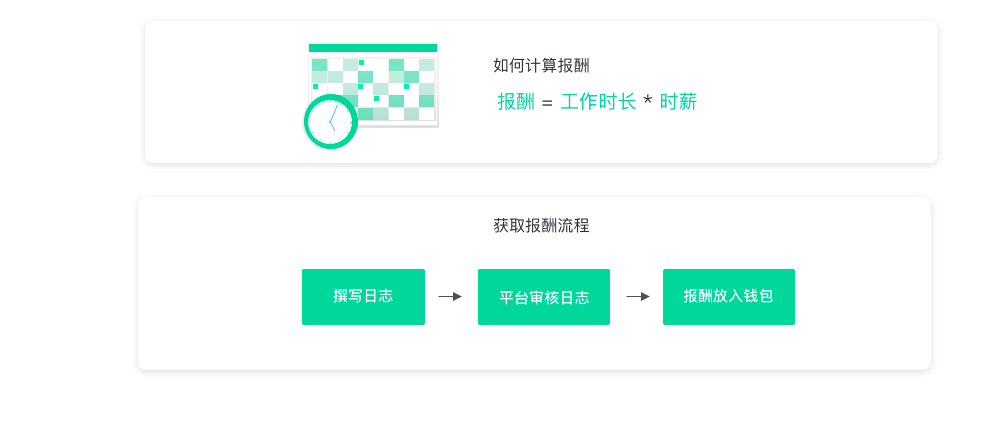 如何计算报酬
报酬 = 工作时长 * 时薪
获取报酬流程
撰写日志
平台审核日志
报酬放入钱包